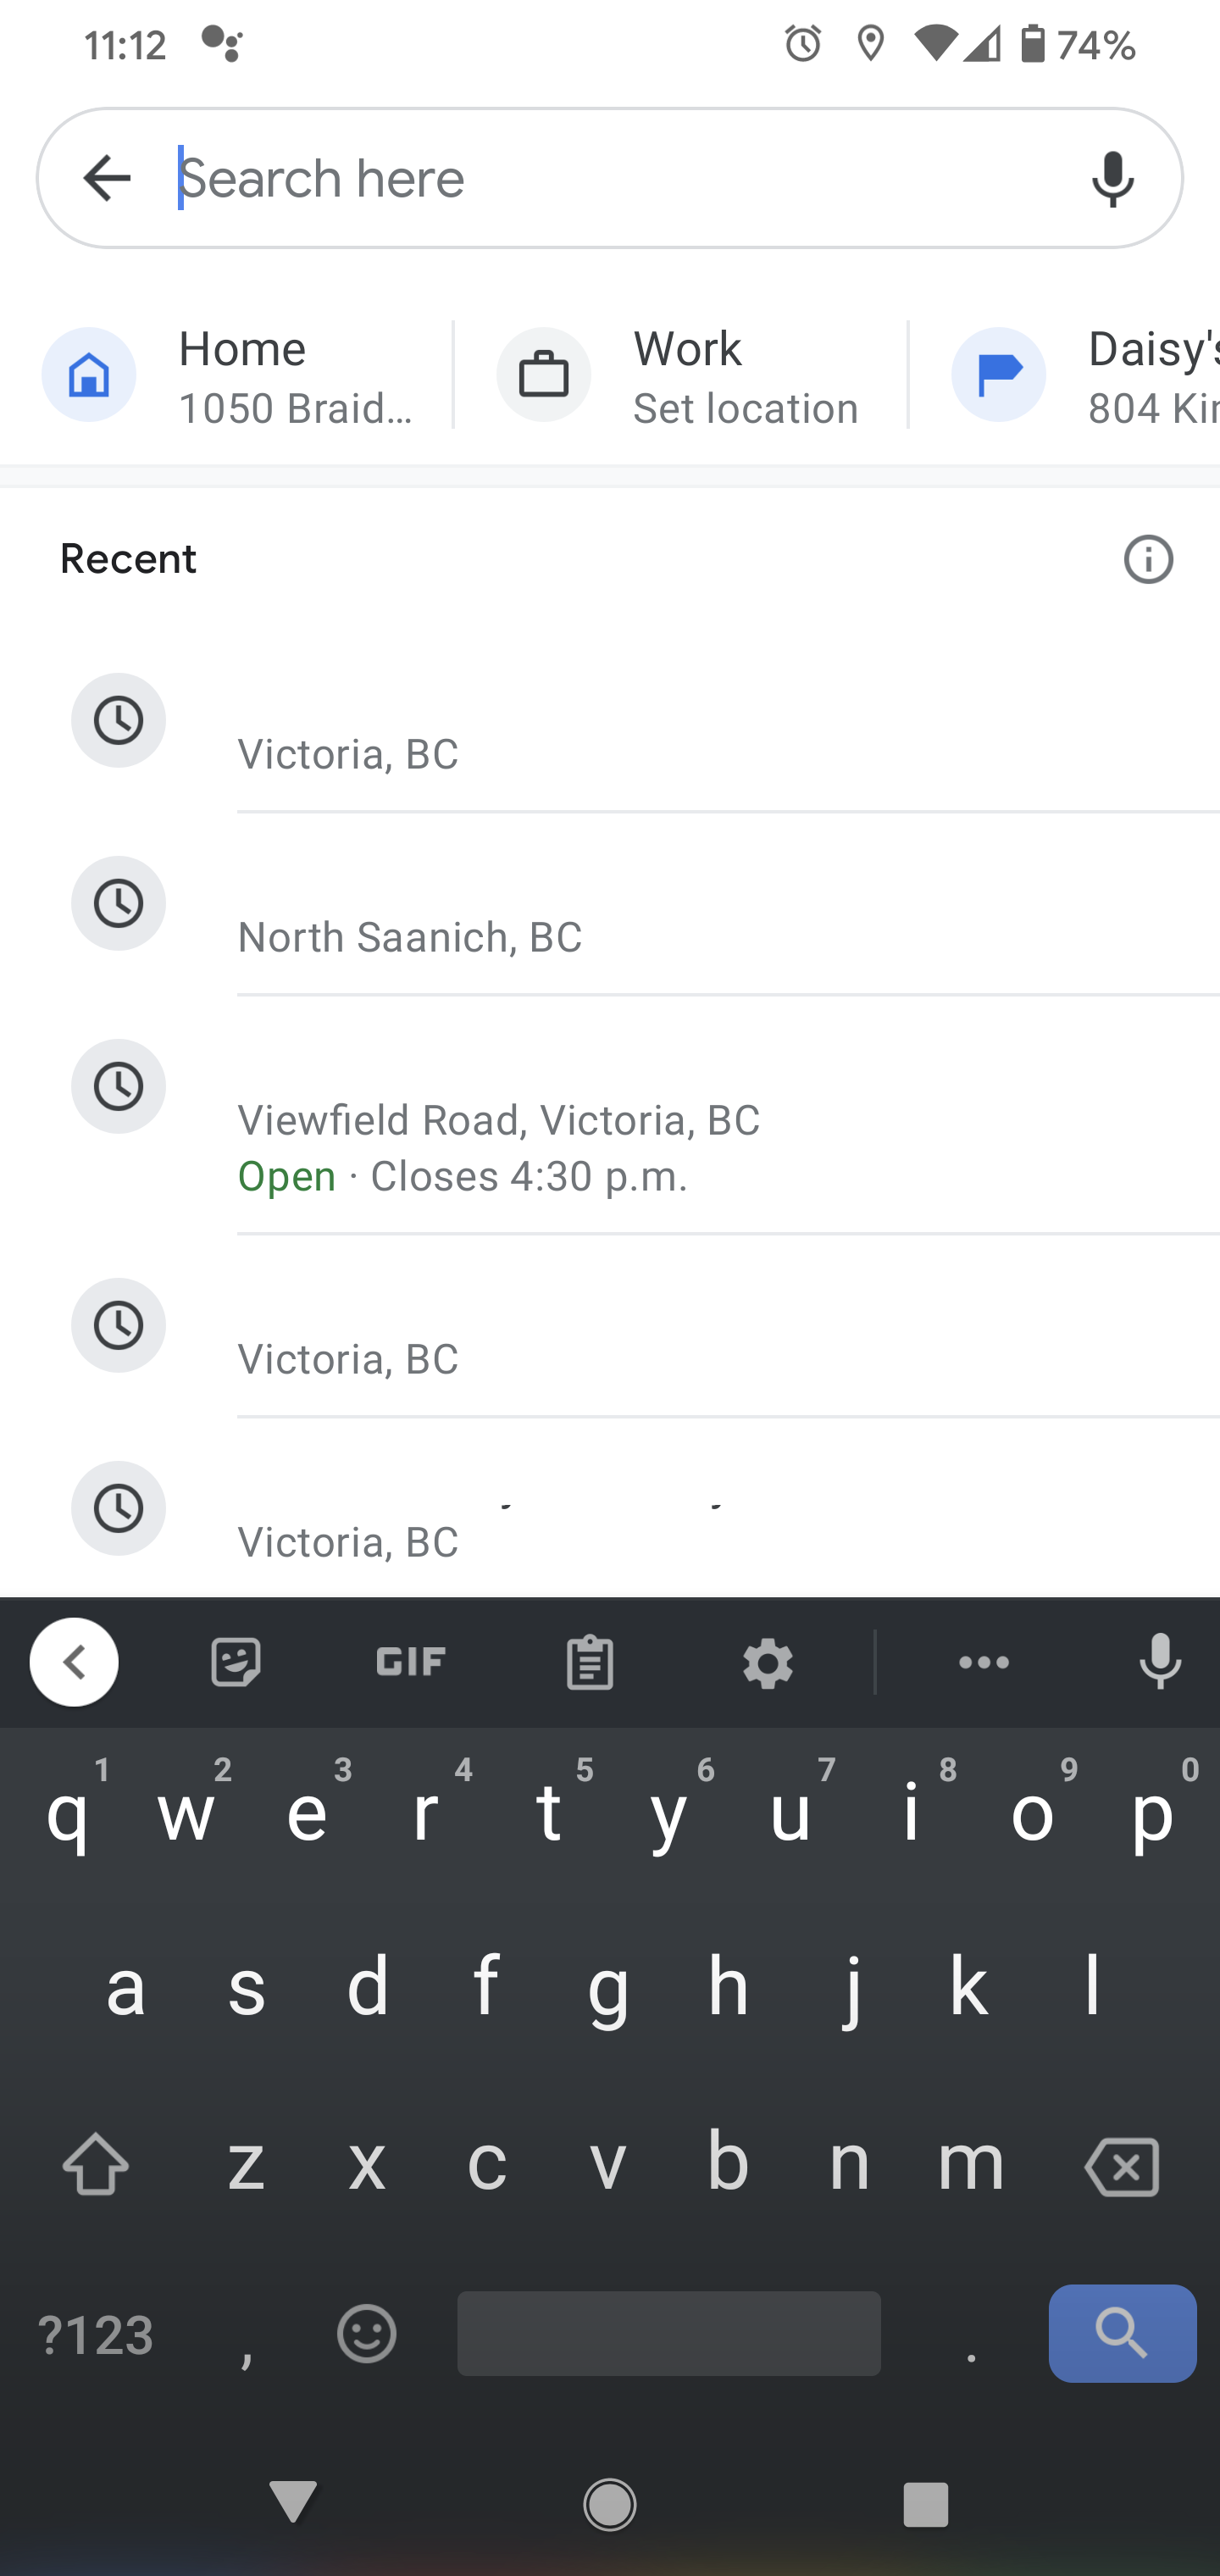 11:12 74%
Search here
Home Work Daisy's
1050 Braid... Set location 804 Kir
Recent
Victoria, BC
North Saanich, BC
Viewfield Road, Victoria, BC
Open · Closes 4:30 p.m.
Victoria, BC
Victoria, BC
GIF
1 2 3 4 5 6 7 8 9 0
q w e r t y u i o p
a s d f g h j k l
z x c v b n m
?123 , .